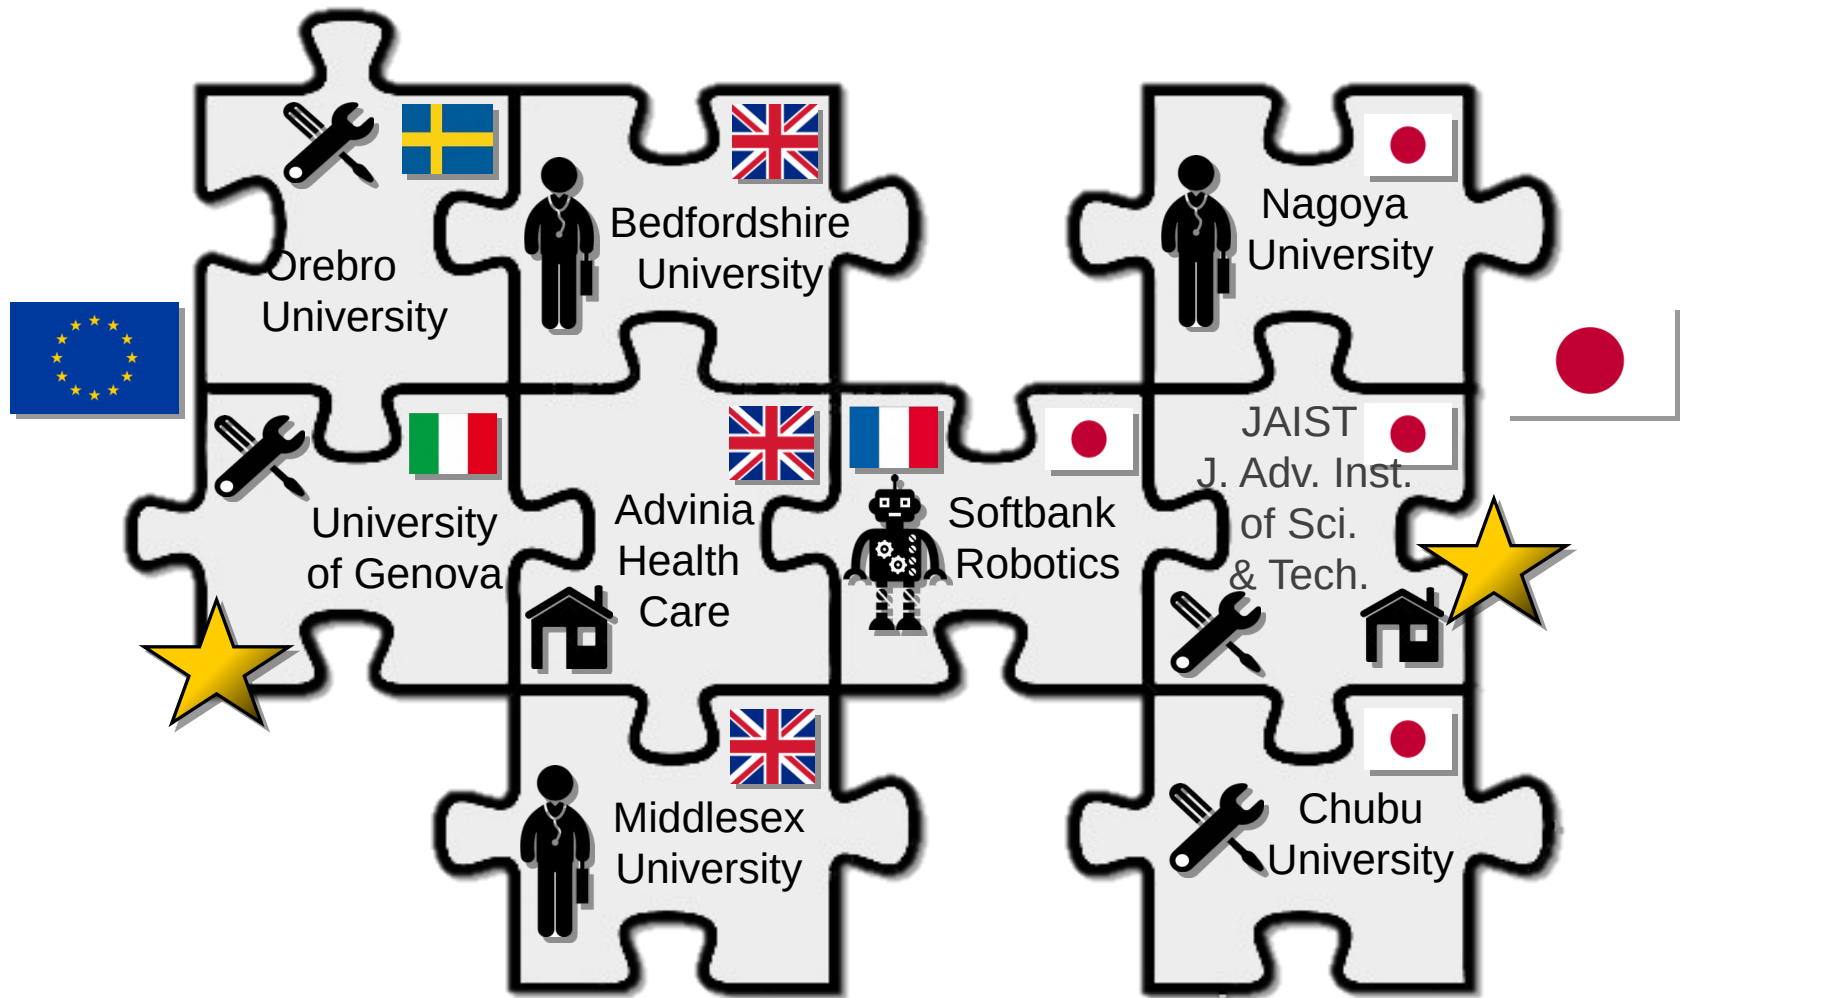 Orebro
University
Bedfordshire
University
Nagoya
University
University
of Genova
Advinia
Health
Care
Softbank
Robotics
JAIST
J. Adv. Inst.
of Sci.
& Tech.
Middlesex
University
Chubu
University